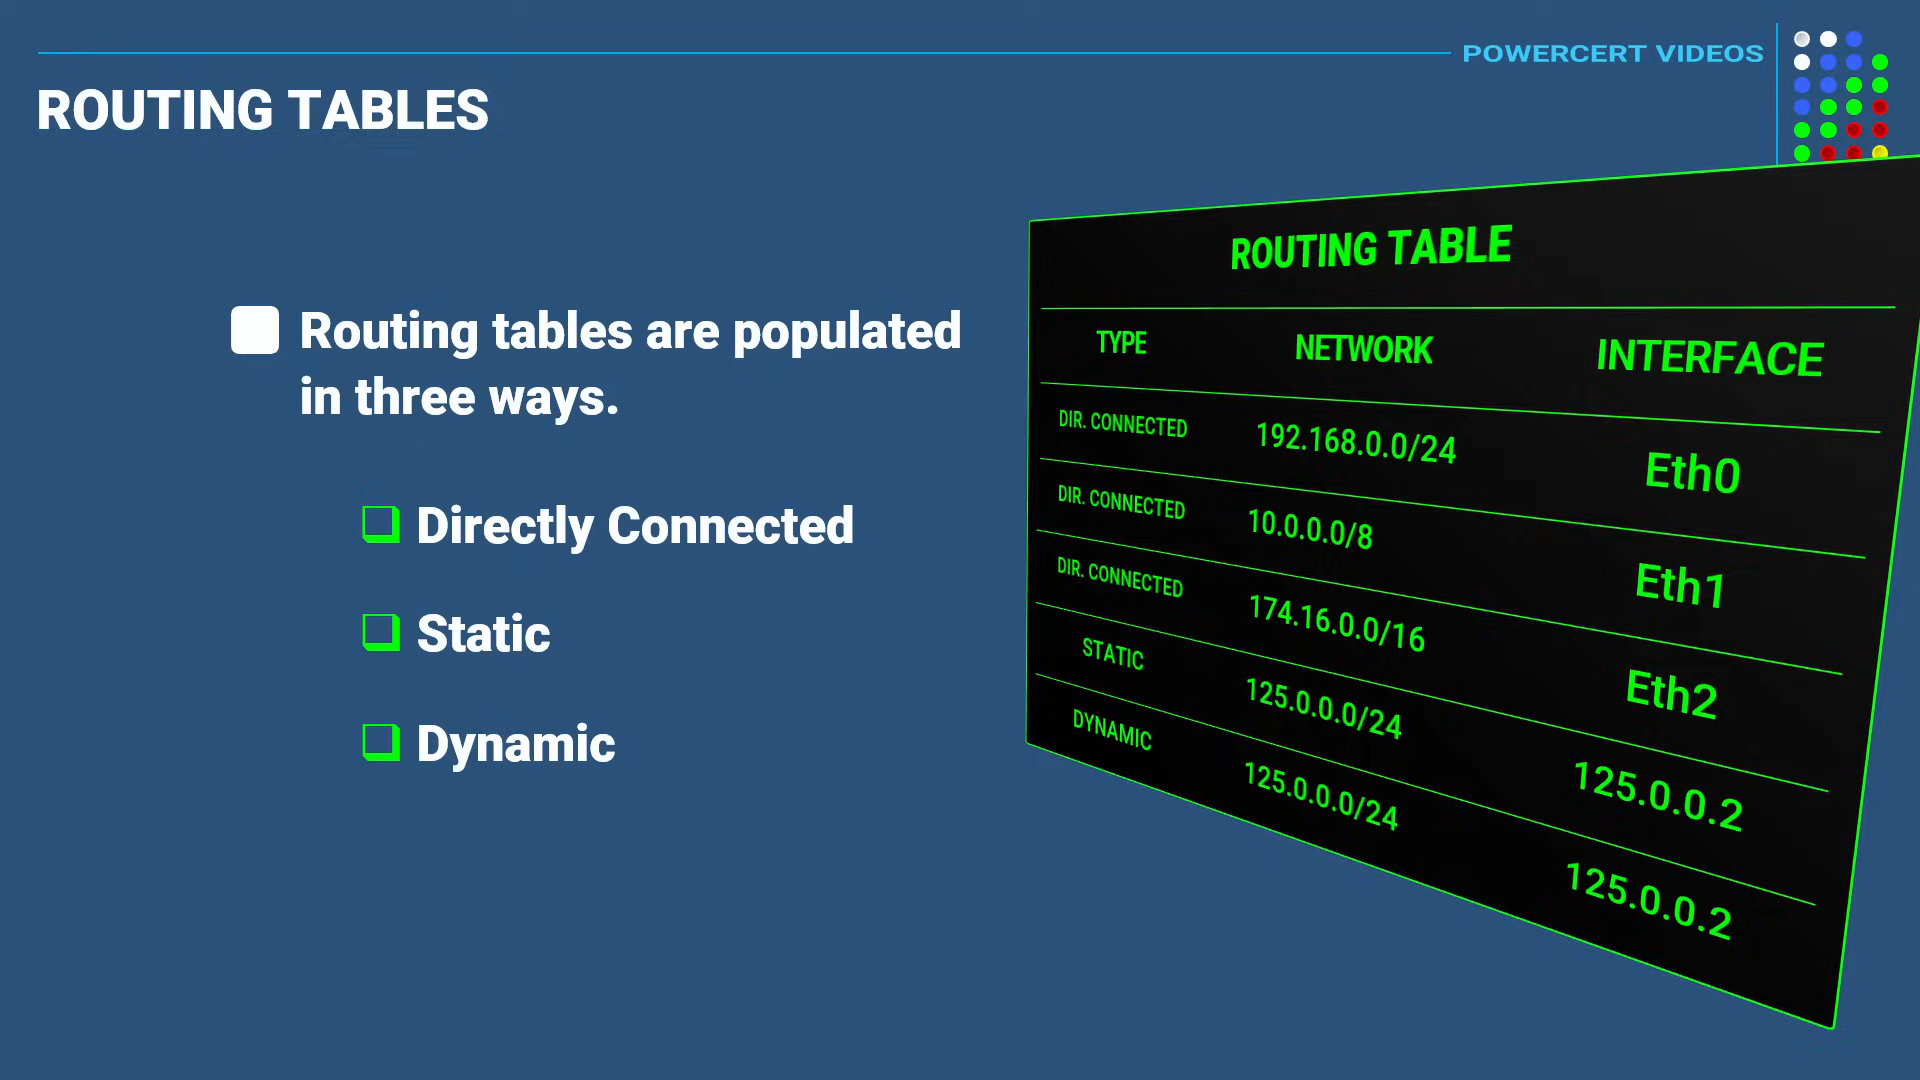 POWERCERT VIDEOS
ROUTING TABLES
Routing tables are populated
in three ways.
Directly Connected
Static
Dynamic
ROUTING TABLE
TYPE NETWORK INTERFACE
DIR. CONNECTED 192.168.0.0/24 Eth0
DIR. CONNECTED 10.0.0.0/8 Eth1
DIR. CONNECTED 174.16.0.0/16 Eth2
STATIC 125.0.0.0/24 125.0.0.2
DYNAMIC 125.0.0.0/24 125.0.0.2